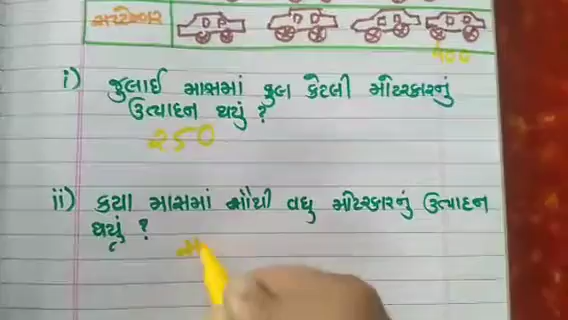 સપ્ટેમ્બર
400
i) જુલાઈ માસમાં કુલ કેટલી મોટરકારનું
ઉત્પાદન થયું ?
250
ii) કયા માસમાં સૌથી વધુ મોટરકારનું ઉત્પાદન
થયું ?